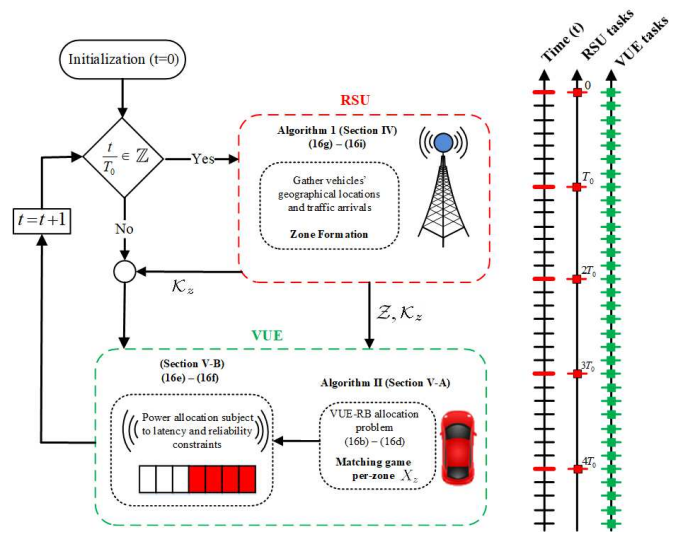 Initialization (t=0)
t/T₀ ∈ ℤ
Yes
No
t=t+1
RSU
Algorithm 1 (Section IV)
(16g) – (16i)
Gather vehicles'
geographical locations
and traffic arrivals
Zone Formation
𝒦z
𝒵, 𝒦z
VUE
(Section V-B)
(16e) – (16f)
Power allocation subject
to latency and reliability
constraints
Algorithm II (Section V-A)
VUE-RB allocation
problem
(16b) – (16d)
Matching game
per-zone Xz
Time (t)
RSU tasks
VUE tasks
0
T₀
2T₀
3T₀
4T₀